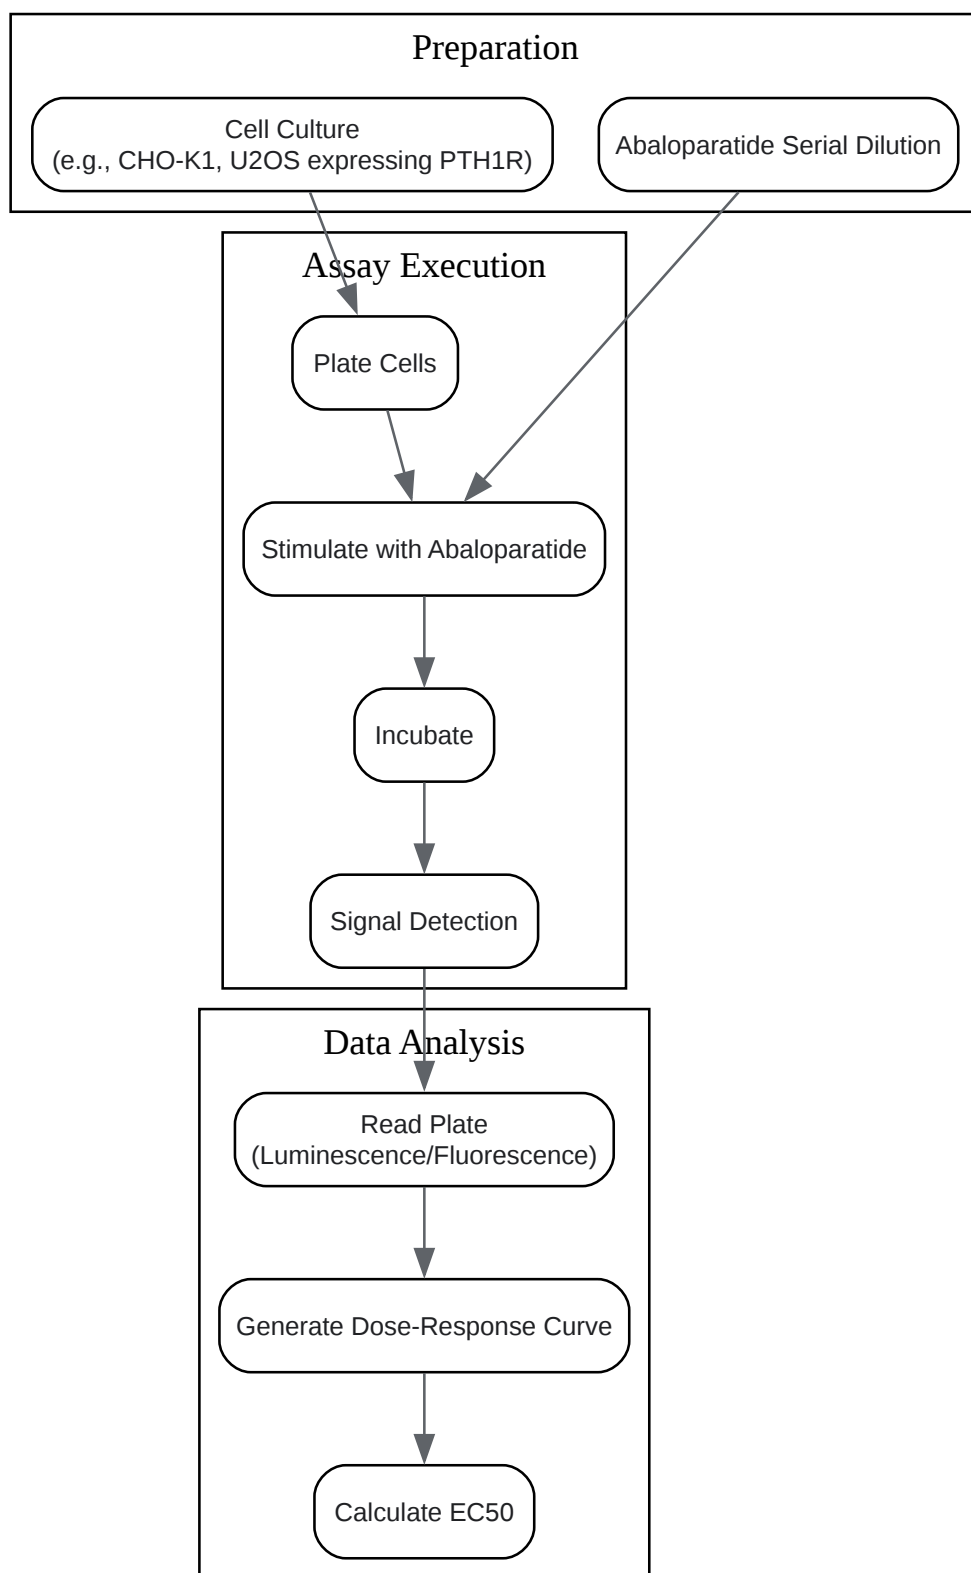 Preparation
Cell Culture
(e.g., CHO-K1, U2OS expressing PTH1R)
Abaloparatide Serial Dilution
Assay Execution
Plate Cells
Stimulate with Abaloparatide
Incubate
Signal Detection
Data Analysis
Read Plate
(Luminescence/Fluorescence)
Generate Dose-Response Curve
Calculate EC50